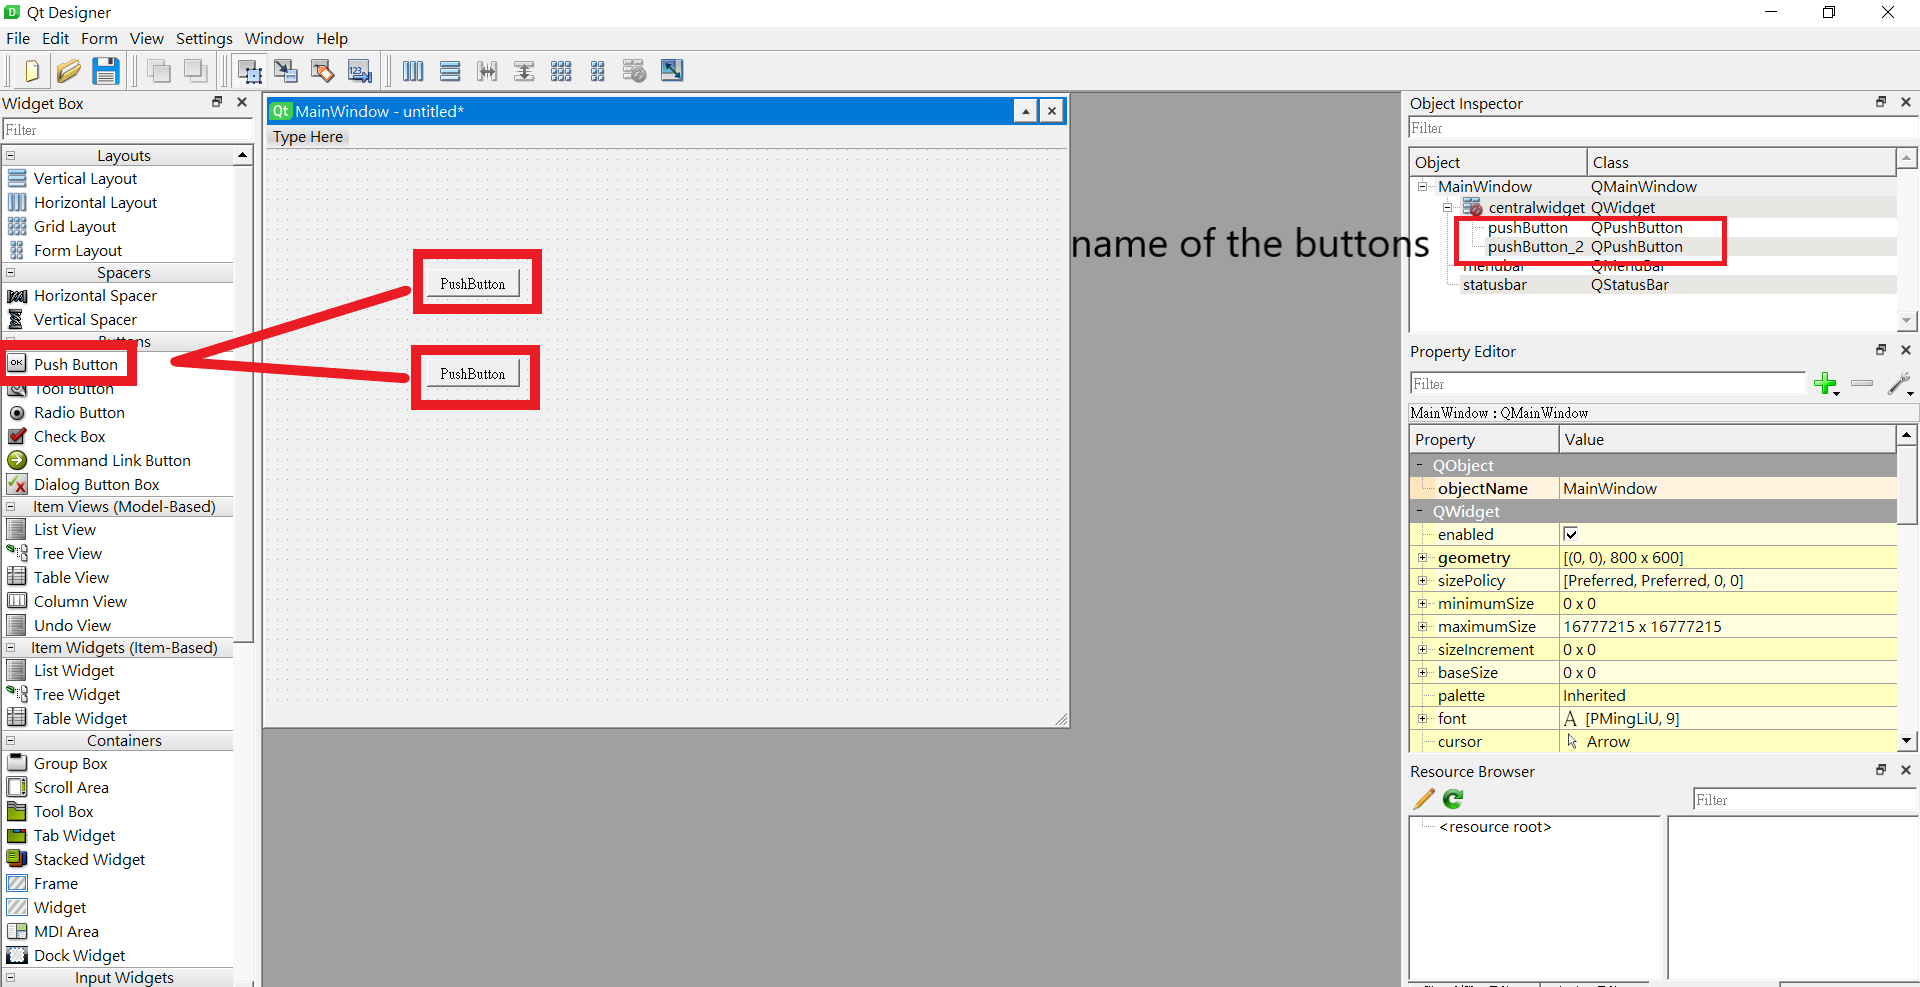 Qt Designer
File Edit Form View Settings Window Help
Widget Box
Filter
Layouts
Vertical Layout
Horizontal Layout
Grid Layout
Form Layout
Spacers
Horizontal Spacer
Vertical Spacer
Buttons
Push Button
Tool Button
Radio Button
Check Box
Command Link Button
Dialog Button Box
Item Views (Model-Based)
List View
Tree View
Table View
Column View
Undo View
Item Widgets (Item-Based)
List Widget
Tree Widget
Table Widget
Containers
Group Box
Scroll Area
Tool Box
Tab Widget
Stacked Widget
Frame
Widget
MDI Area
Dock Widget
Input Widgets
Qt MainWindow - untitled*
Type Here
PushButton
PushButton
name of the buttons
Object Inspector
Filter
Object Class
MainWindow QMainWindow
centralwidget QWidget
pushButton QPushButton
pushButton_2 QPushButton
menubar QMenuBar
statusbar QStatusBar
Property Editor
Filter
MainWindow : QMainWindow
Property Value
QObject
objectName MainWindow
QWidget
enabled
geometry [(0, 0), 800 x 600]
sizePolicy [Preferred, Preferred, 0, 0]
minimumSize 0 x 0
maximumSize 16777215 x 16777215
sizeIncrement 0 x 0
baseSize 0 x 0
palette Inherited
font A [PMingLiU, 9]
cursor Arrow
Resource Browser
Filter
<resource root>